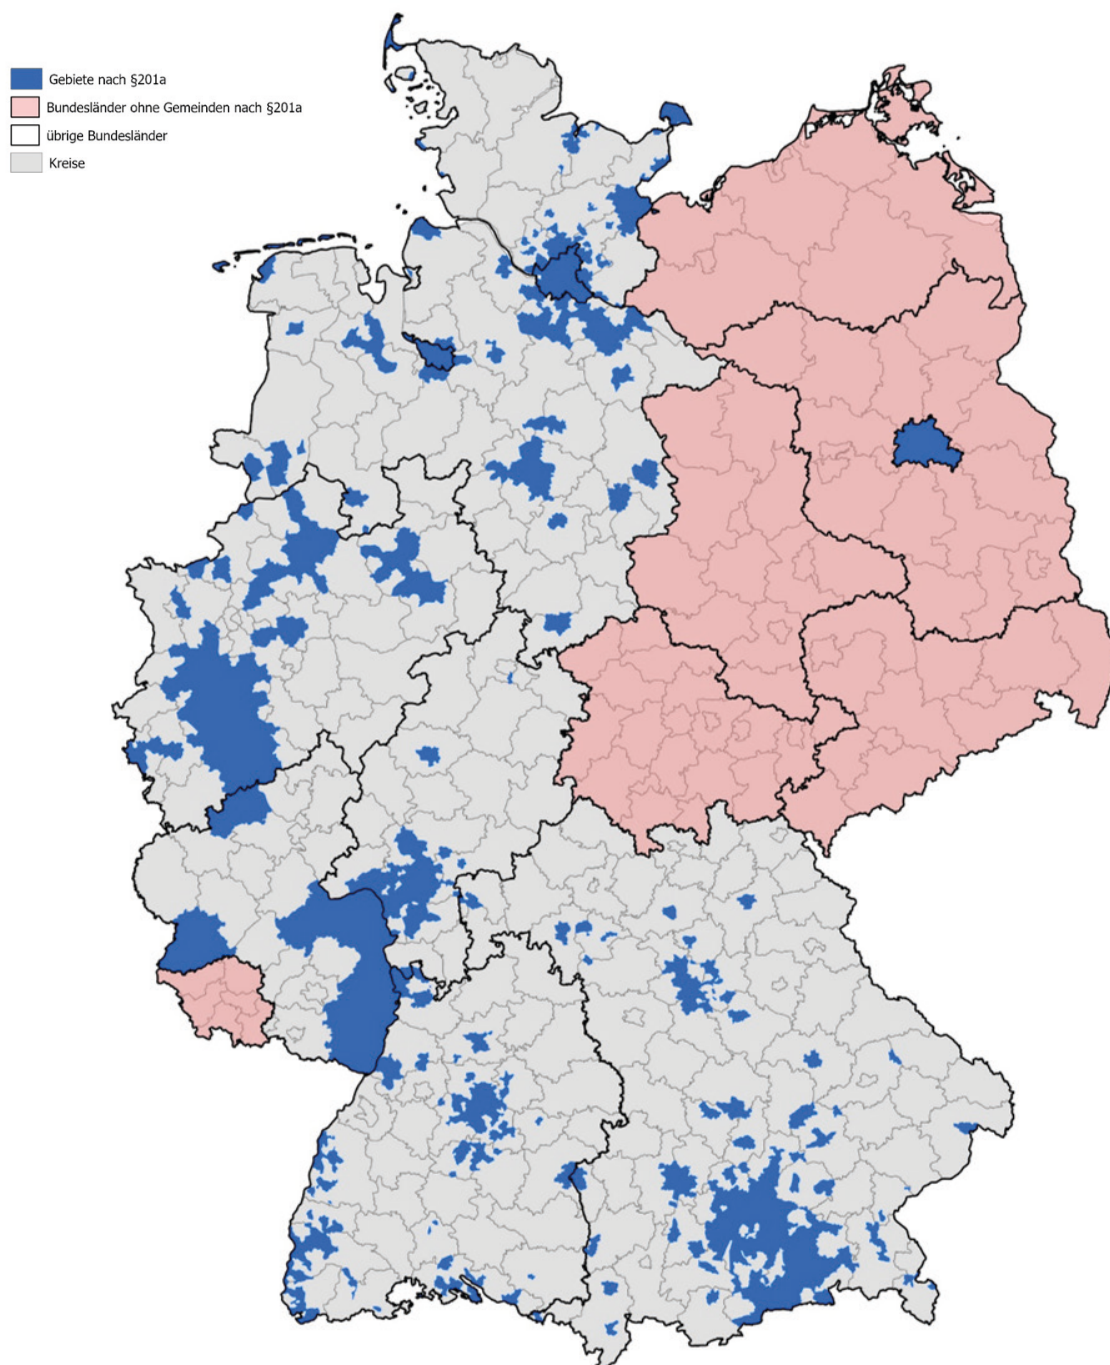 Gebiete nach §201a
Bundesländer ohne Gemeinden nach §201a
übrige Bundesländer
Kreise